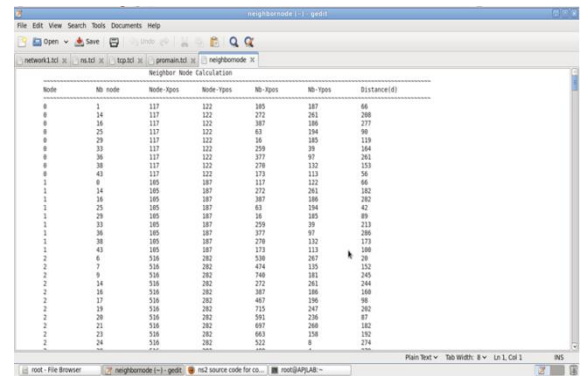 neighbornode (~) - gedit
File Edit View Search Tools Documents Help
Open Save Undo
network1.tcl ns.tcl tcp.tcl promain.tcl neighbornode
Neighbor Node Calculation
Node Nb node Node-Xpos Node-Ypos Nb-Xpos Nb-Ypos Distance(d)
0 1 117 122 105 187 66
0 14 117 122 272 261 208
0 16 117 122 387 186 277
0 25 117 122 63 194 90
0 29 117 122 16 185 119
0 33 117 122 259 39 164
0 36 117 122 377 97 261
0 38 117 122 270 132 153
0 43 117 122 173 113 56
1 0 105 187 117 122 66
1 14 105 187 272 261 182
1 16 105 187 387 186 282
1 25 105 187 63 194 42
1 29 105 187 16 185 89
1 33 105 187 259 39 213
1 36 105 187 377 97 286
1 38 105 187 270 132 173
1 43 105 187 173 113 100
2 6 516 282 530 267 20
2 7 516 282 474 135 152
2 9 516 282 740 181 245
2 14 516 282 272 261 244
2 16 516 282 387 186 160
2 17 516 282 467 196 98
2 19 516 282 715 247 202
2 20 516 282 591 236 87
2 21 516 282 697 260 182
2 23 516 282 663 158 192
2 24 516 282 522 8 274
Plain Text Tab Width: 8 Ln 1, Col 1 INS
root - File Browser neighbornode (~) - gedit ns2 source code for co... root@APJLAB:~